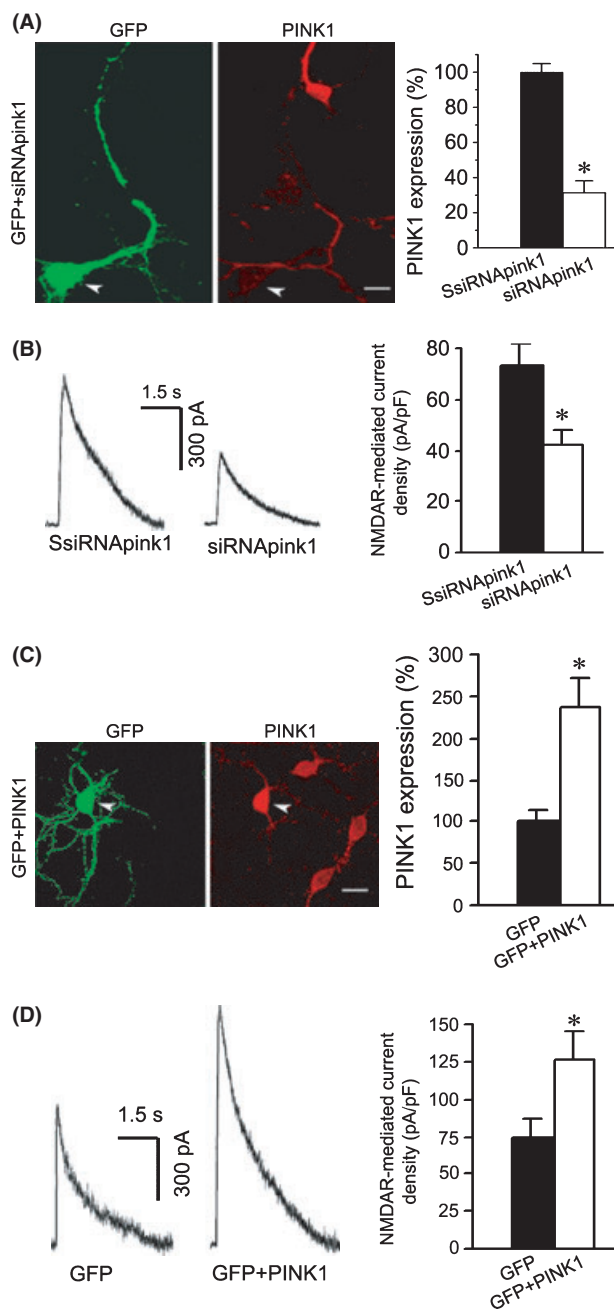 (A)
GFP
PINK1
GFP+siRNApink1
PINK1 expression (%)
100
80
60
40
20
0
*
SsiRNApink1
siRNApink1
(B)
1.5 s
300 pA
SsiRNApink1
siRNApink1
NMDAR-mediated current
density (pA/pF)
80
60
40
20
0
*
SsiRNApink1
siRNApink1
(C)
GFP
PINK1
GFP+PINK1
PINK1 expression (%)
300
250
200
150
100
50
0
*
GFP
GFP+PINK1
(D)
1.5 s
300 pA
GFP
GFP+PINK1
NMDAR-mediated current
density (pA/pF)
150
125
100
75
50
25
0
*
GFP
GFP+PINK1